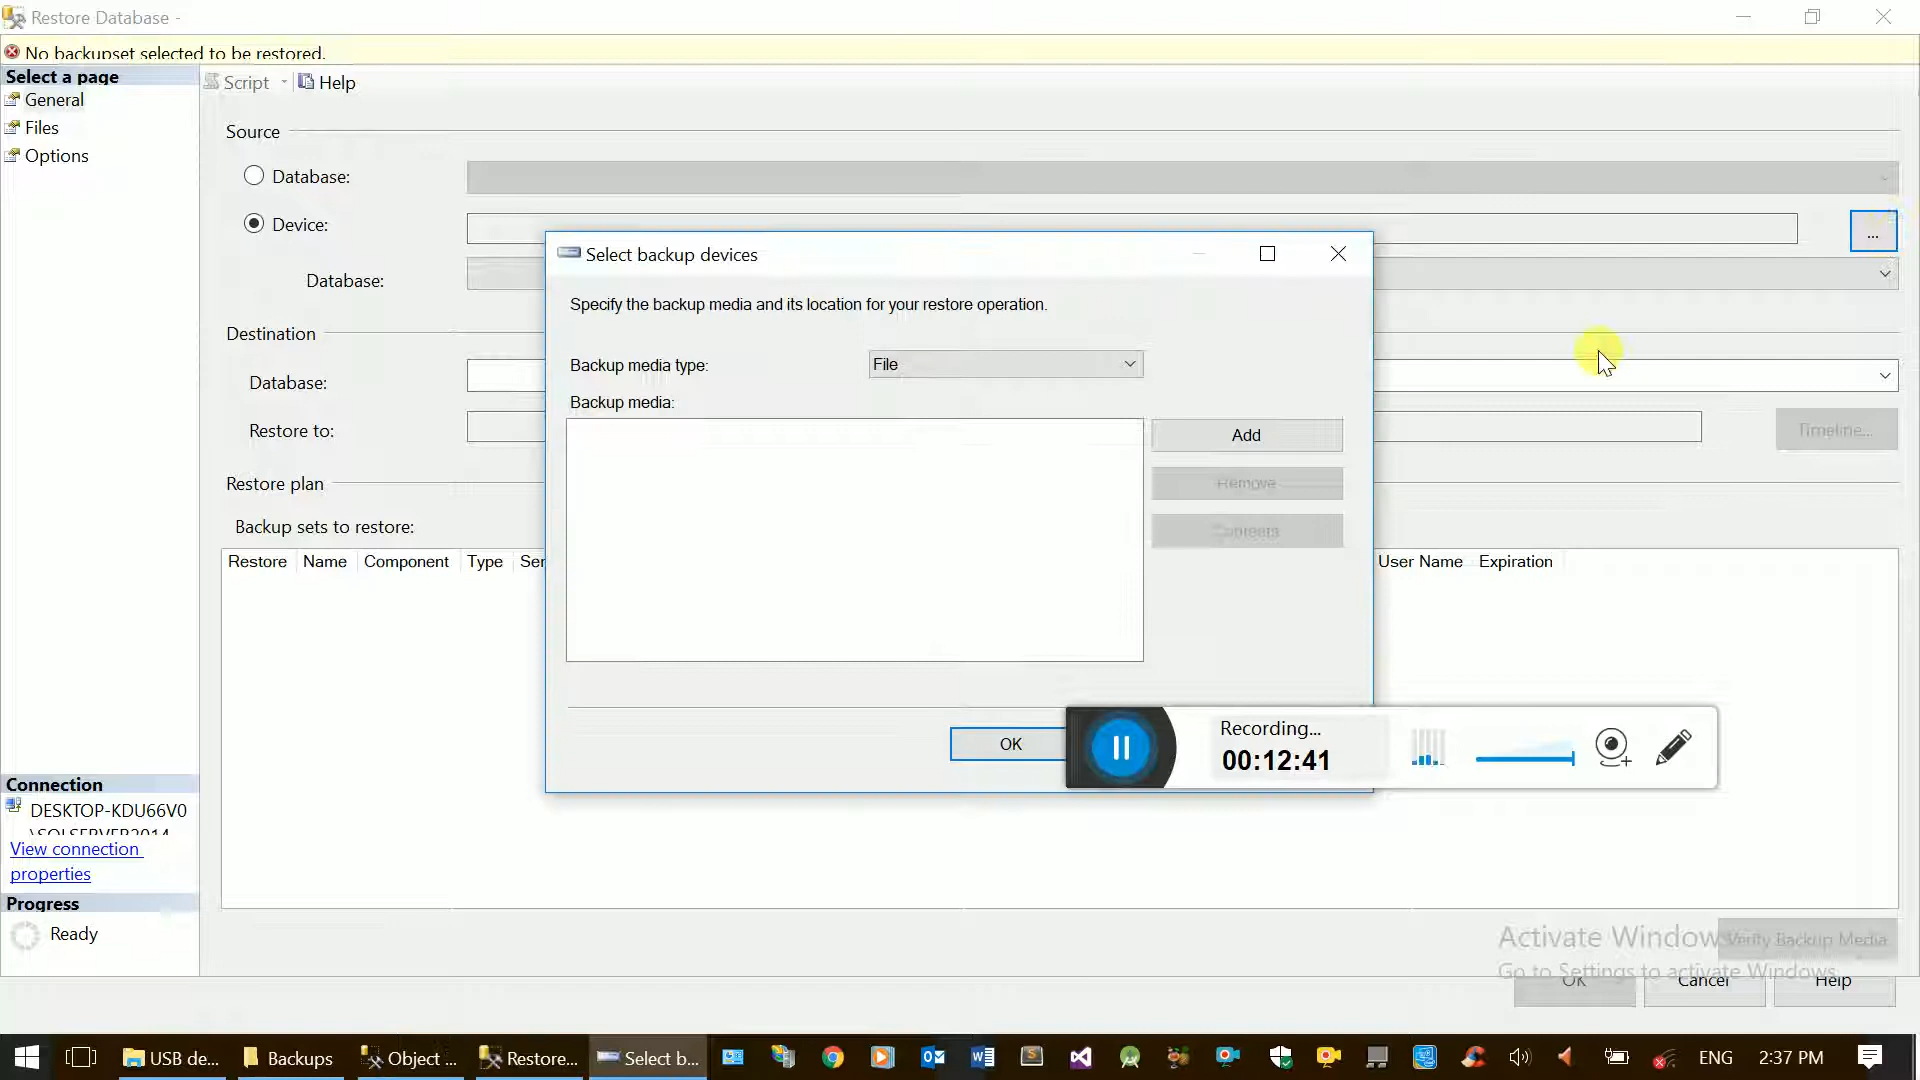 Restore Database -
No backupset selected to be restored.
Select a page
General
Files
Options
Script
Help
Source
Database:
Device:
...
Database:
Destination
Database:
Restore to:
Timeline...
Restore plan
Backup sets to restore:
Restore Name Component Type Ser
User Name Expiration
Select backup devices
Specify the backup media and its location for your restore operation.
Backup media type:
File
Backup media:
Add
Remove
Contents
OK
Recording...
00:12:41
Connection
DESKTOP-KDU66V0
\SQLSERVER2014
View connection
properties
Progress
Ready
Activate Windows
Go to Settings to activate Windows.
Verify Backup Media
OK
Cancel
Help
USB de...
Backups
Object ...
Restore...
Select b...
ENG
2:37 PM